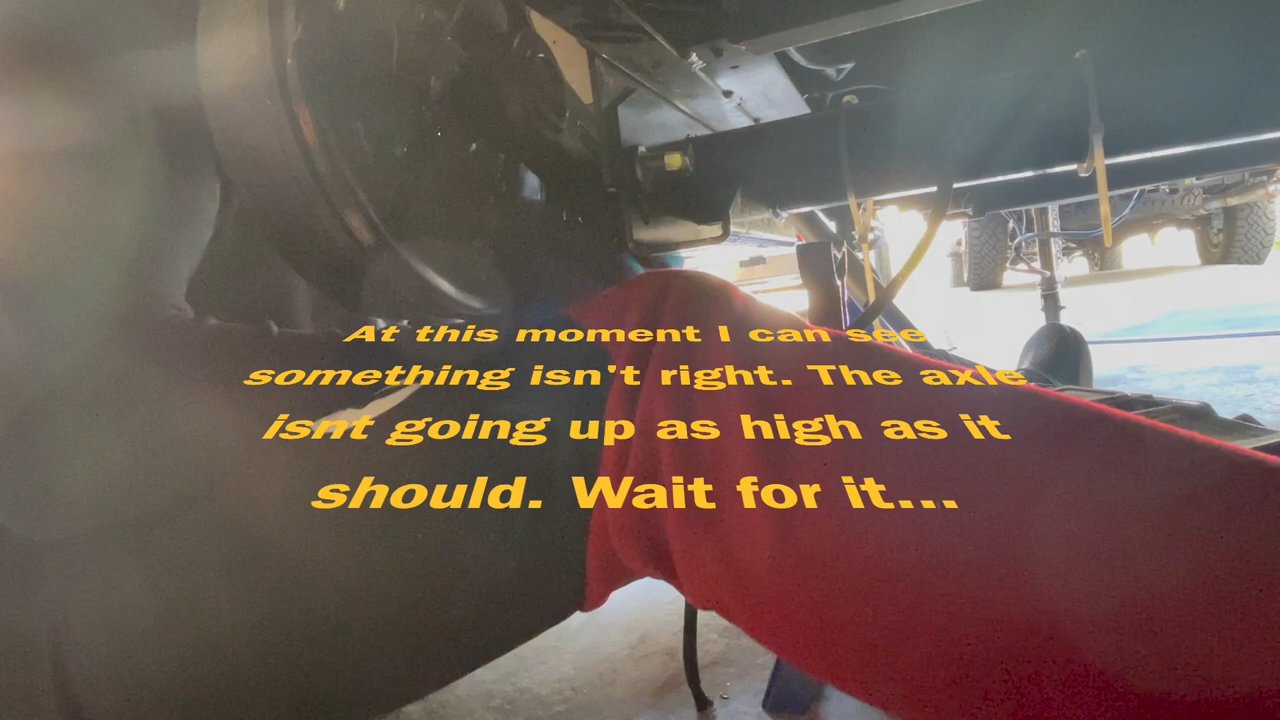 At this moment I can see
something isn't right. The axle
isnt going up as high as it
should. Wait for it...